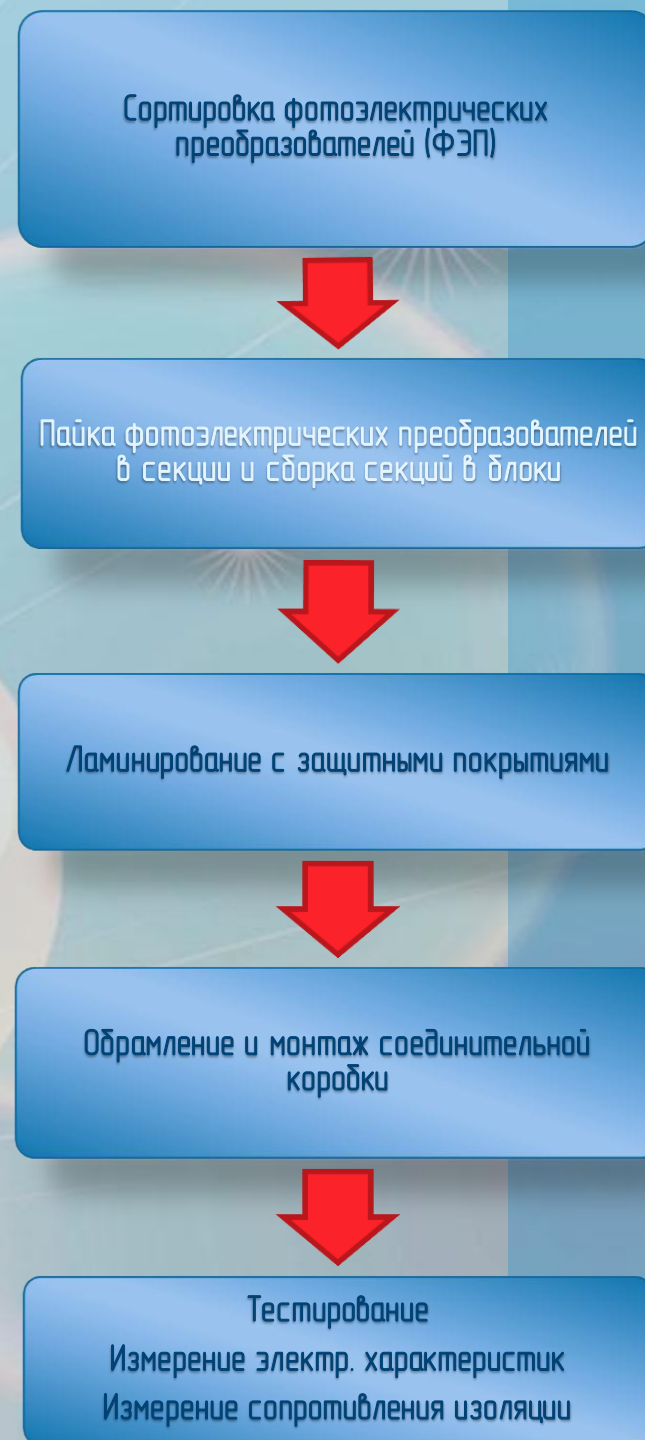 Сортировка фотоэлектрических
преобразователей (ФЭП)
Пайка фотоэлектрических преобразователей
в секции и сборка секций в блоки
Ламинирование с защитными покрытиями
Обрамление и монтаж соединительной
коробки
Тестирование
Измерение электр. характеристик
Измерение сопротивления изоляции